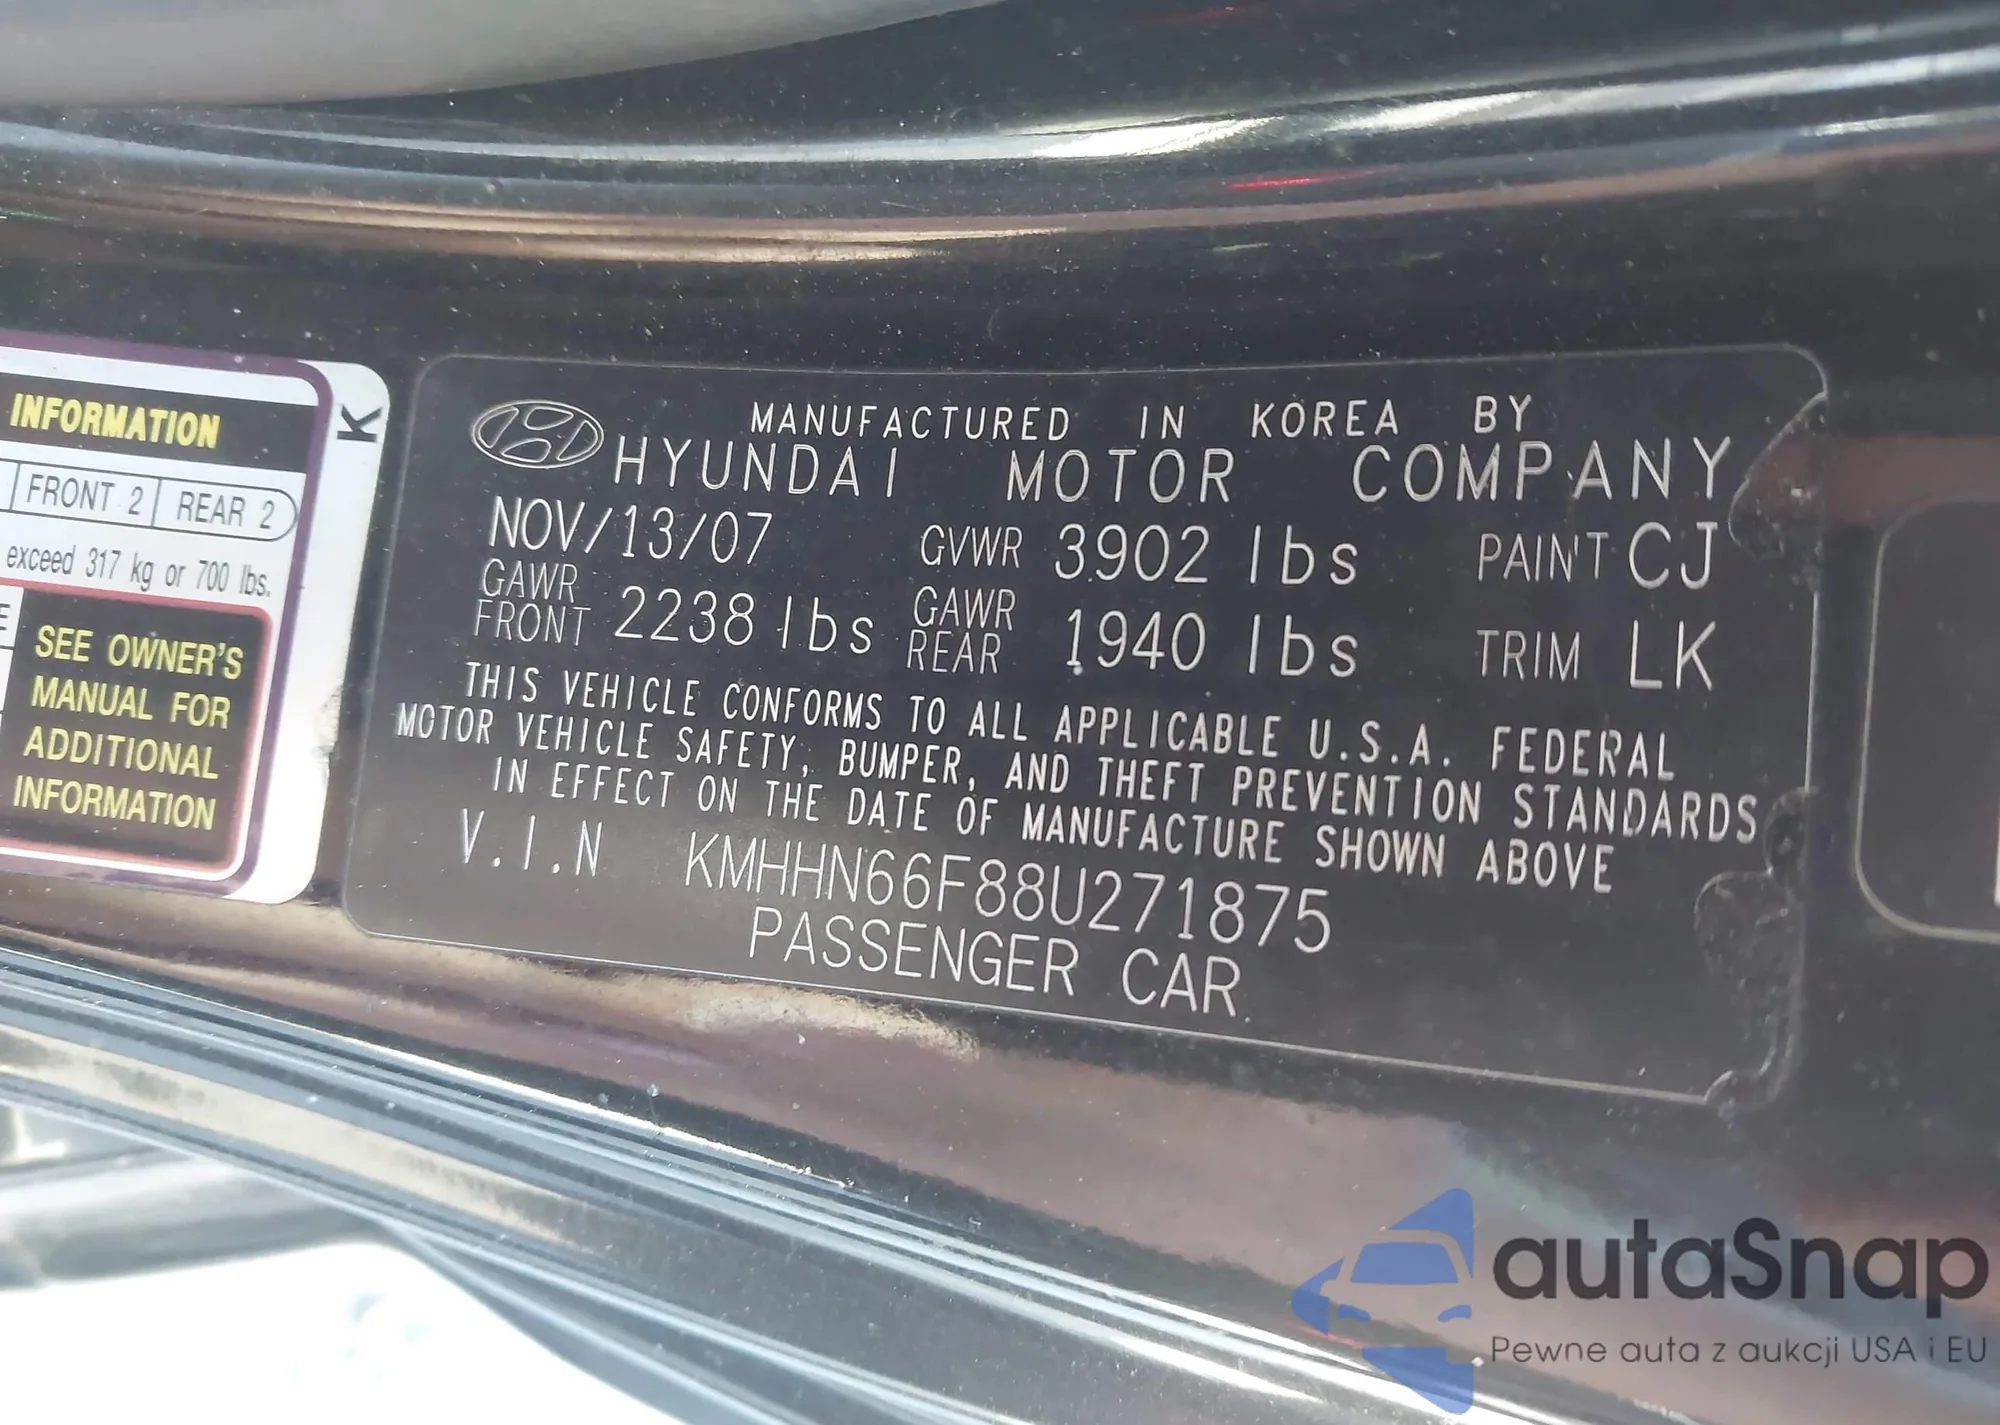 INFORMATION
FRONT 2 REAR 2
exceed 317 kg or 700 lbs.
SEE OWNER'S
MANUAL FOR
ADDITIONAL
INFORMATION
K
MANUFACTURED IN KOREA BY
HYUNDAI MOTOR COMPANY
NOV/13/07 GVWR 3902 lbs PAINT CJ
GAWR FRONT 2238 lbs GAWR REAR 1940 lbs TRIM LK
THIS VEHICLE CONFORMS TO ALL APPLICABLE U.S.A. FEDERAL
MOTOR VEHICLE SAFETY, BUMPER, AND THEFT PREVENTION STANDARDS
IN EFFECT ON THE DATE OF MANUFACTURE SHOWN ABOVE
V.I.N KMHHN66F88U271875
PASSENGER CAR
autaSnap
Pewne auta z aukcji USA i EU